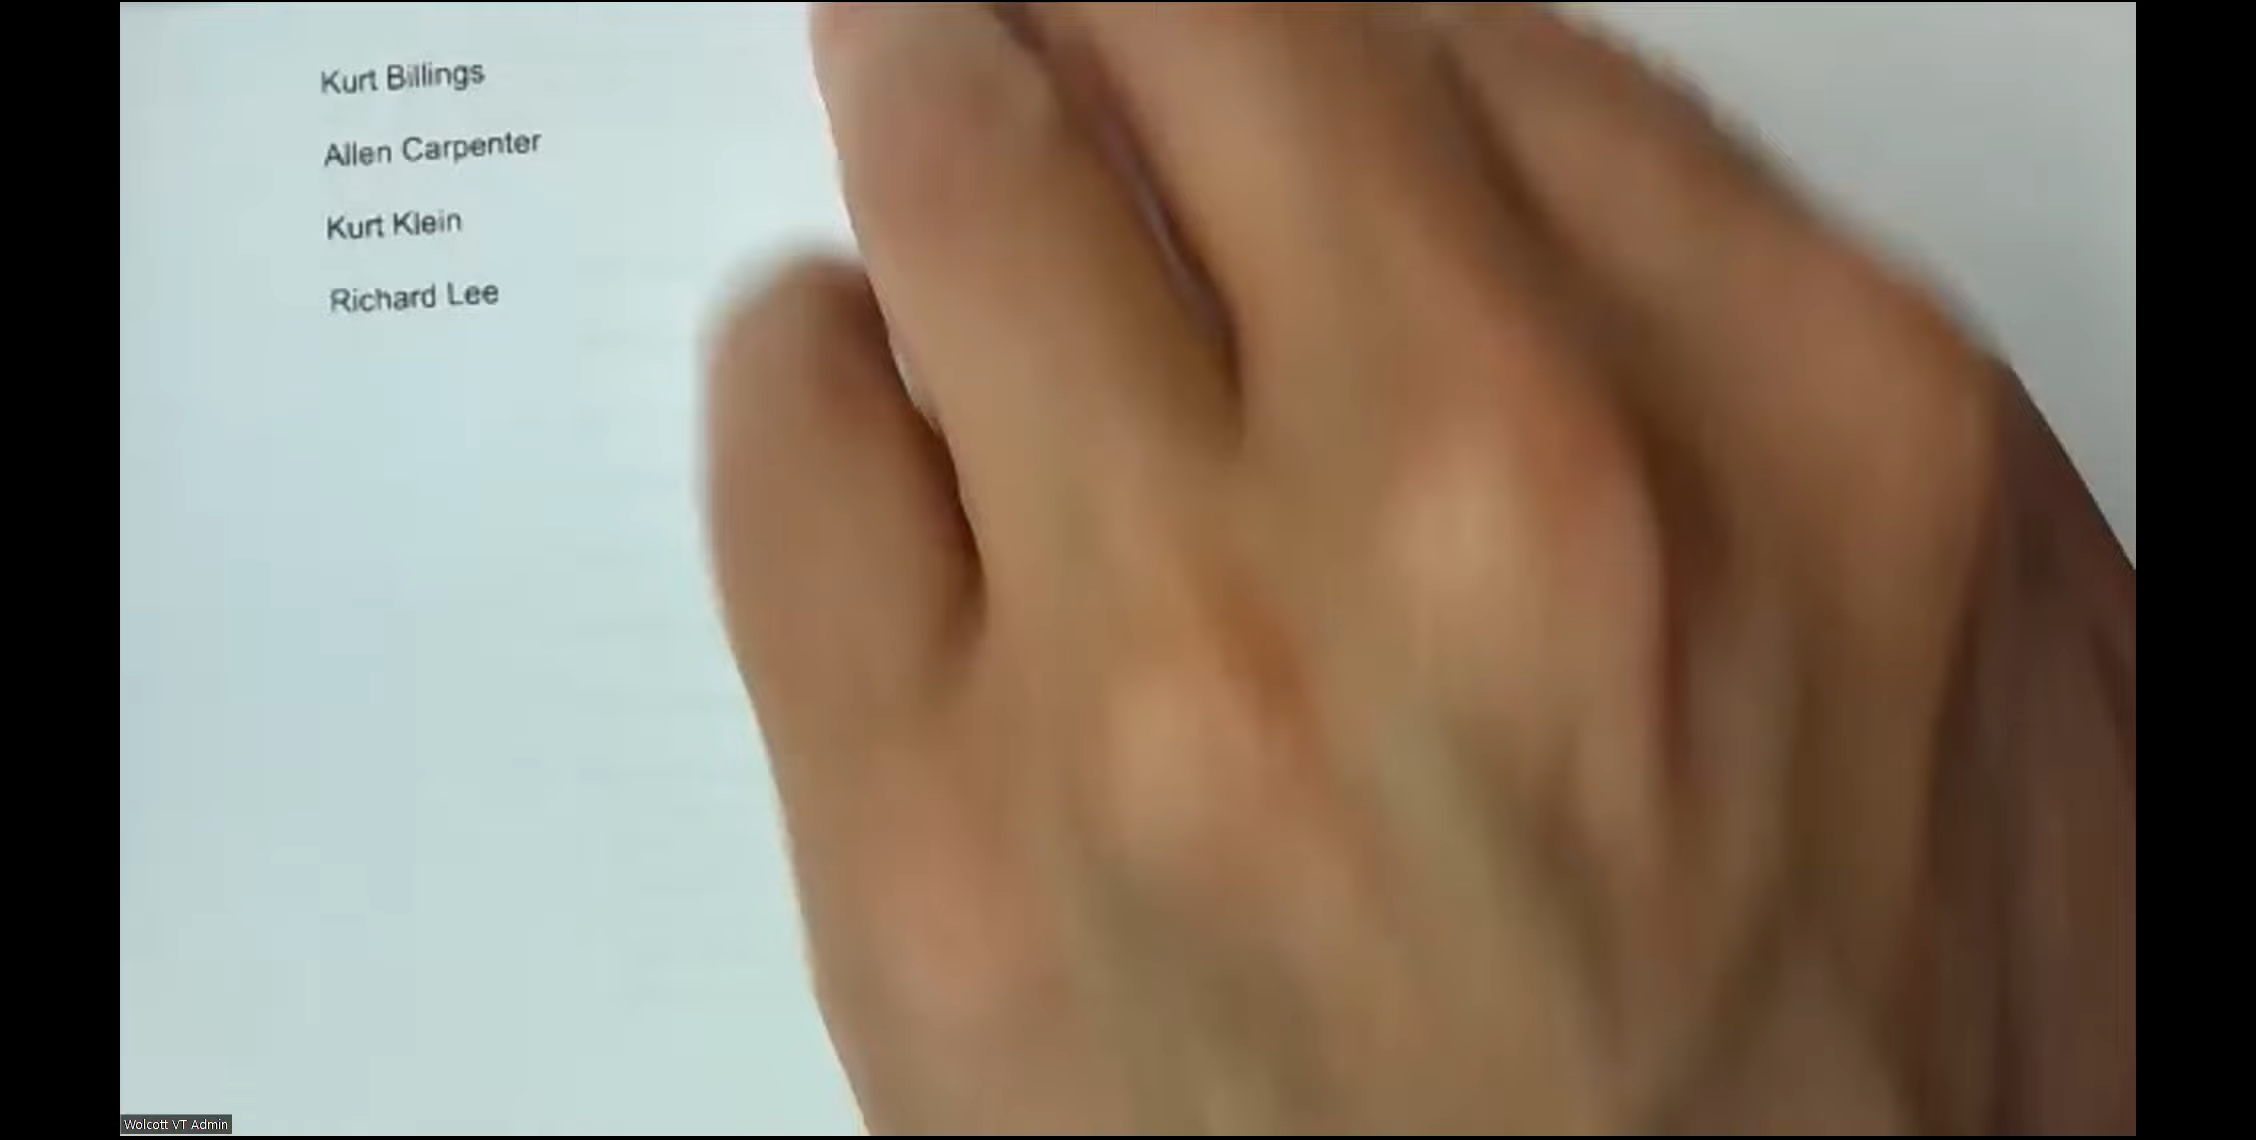 Kurt Billings
Allen Carpenter
Kurt Klein
Richard Lee
Wolcott VT Admin